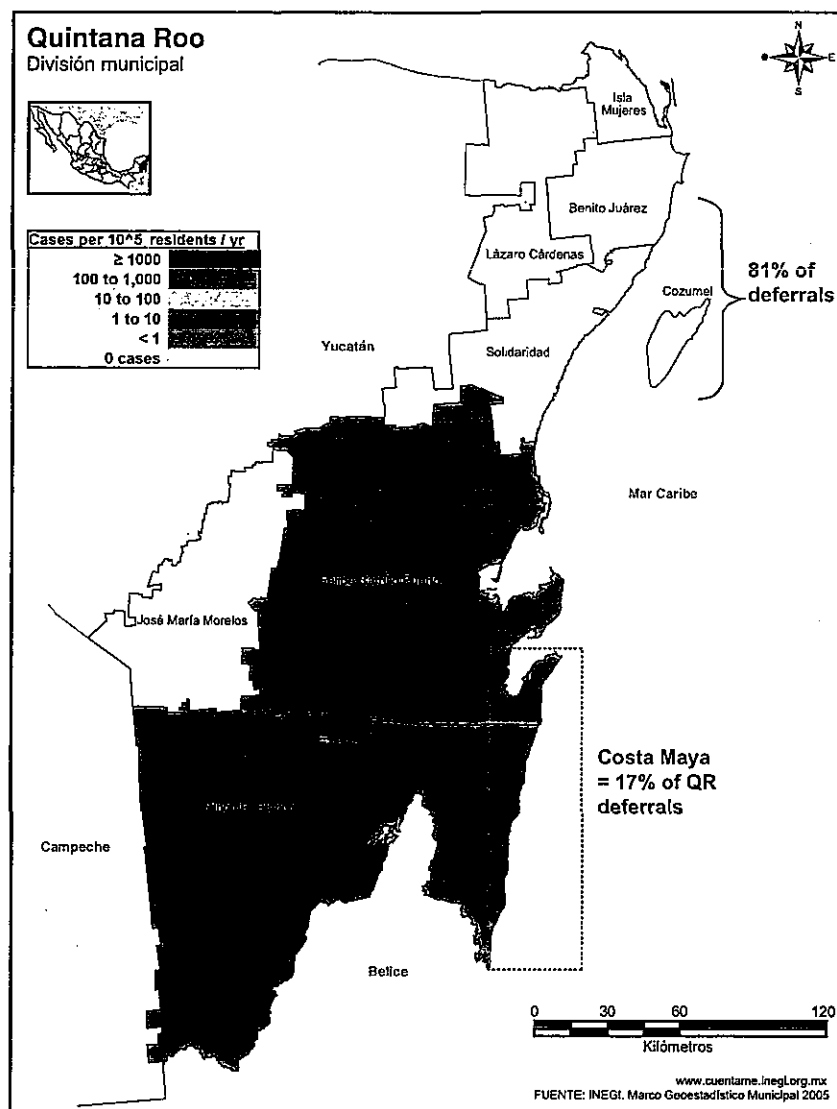 Quintana Roo
División municipal
N
E
S
Isla
Mujeres
Benito Juárez
Cases per 10^5 residents / yr
≥ 1000
100 to 1,000
10 to 100
1 to 10
< 1
0 cases
Lázaro Cárdenas
81% of
deferrals
Cozumel
Yucatán
Solidaridad
Mar Caribe
José María Morelos
Costa Maya
= 17% of QR
deferrals
Campeche
Belice
0 30 60 120
Kilómetros
www.cuentame.inegi.org.mx
FUENTE: INEGI. Marco Geoestadístico Municipal 2005